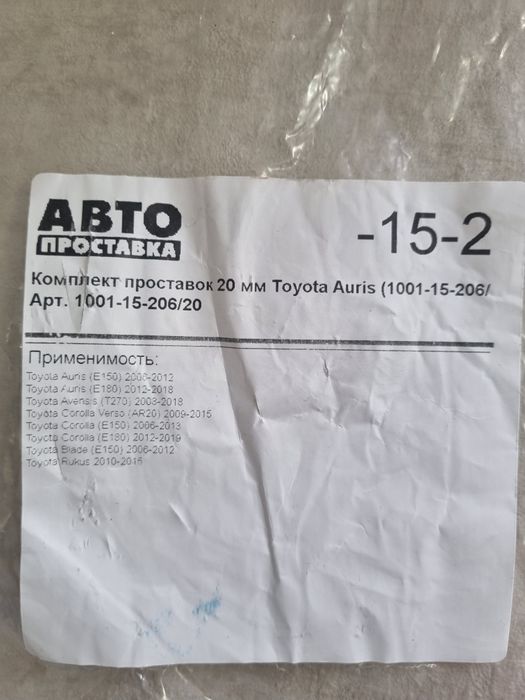 АВТО
ПРОСТАВКА
-15-2
Комплект проставок 20 мм Toyota Auris (1001-15-206/
Арт. 1001-15-206/20
Применимость:
Toyota Auris (E150) 2006-2012
Toyota Auris (E180) 2012-2018
Toyota Avensis (T270) 2008-2018
Toyota Corolla Verso (AR20) 2009-2015
Toyota Corolla (E150) 2006-2013
Toyota Corolla (E180) 2012-2019
Toyota Blade (E150) 2006-2012
Toyota Rukus 2010-2015